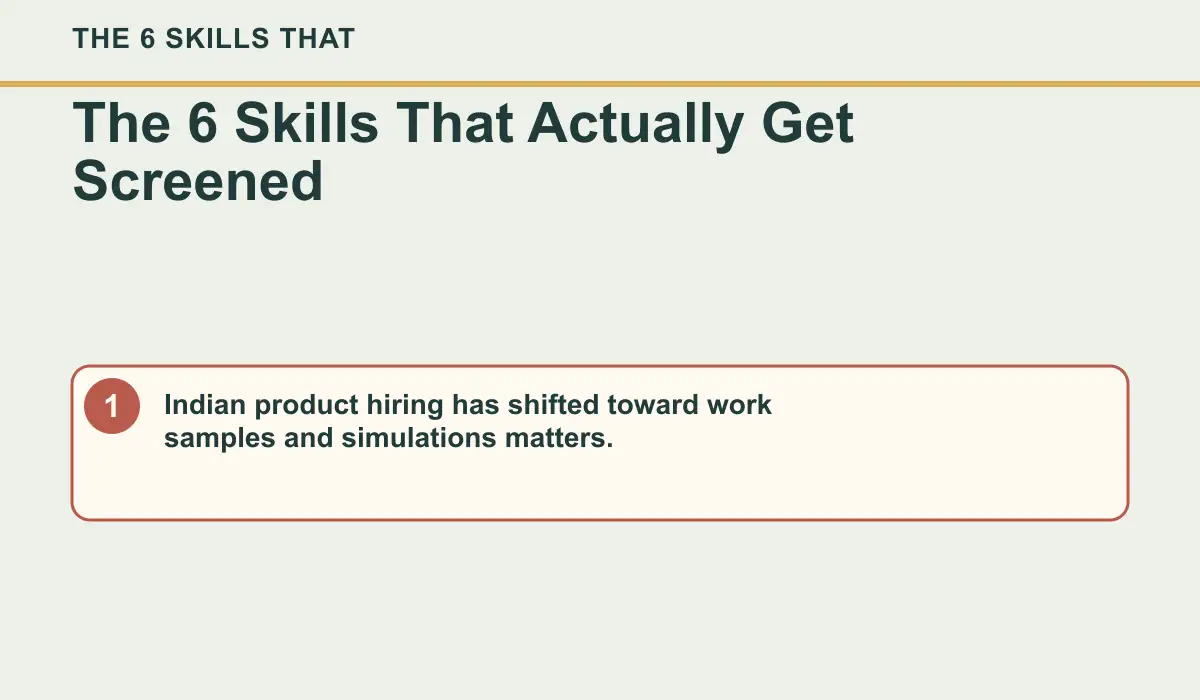 THE 6 SKILLS THAT
The 6 Skills That Actually Get
Screened
1
Indian product hiring has shifted toward work
samples and simulations matters.